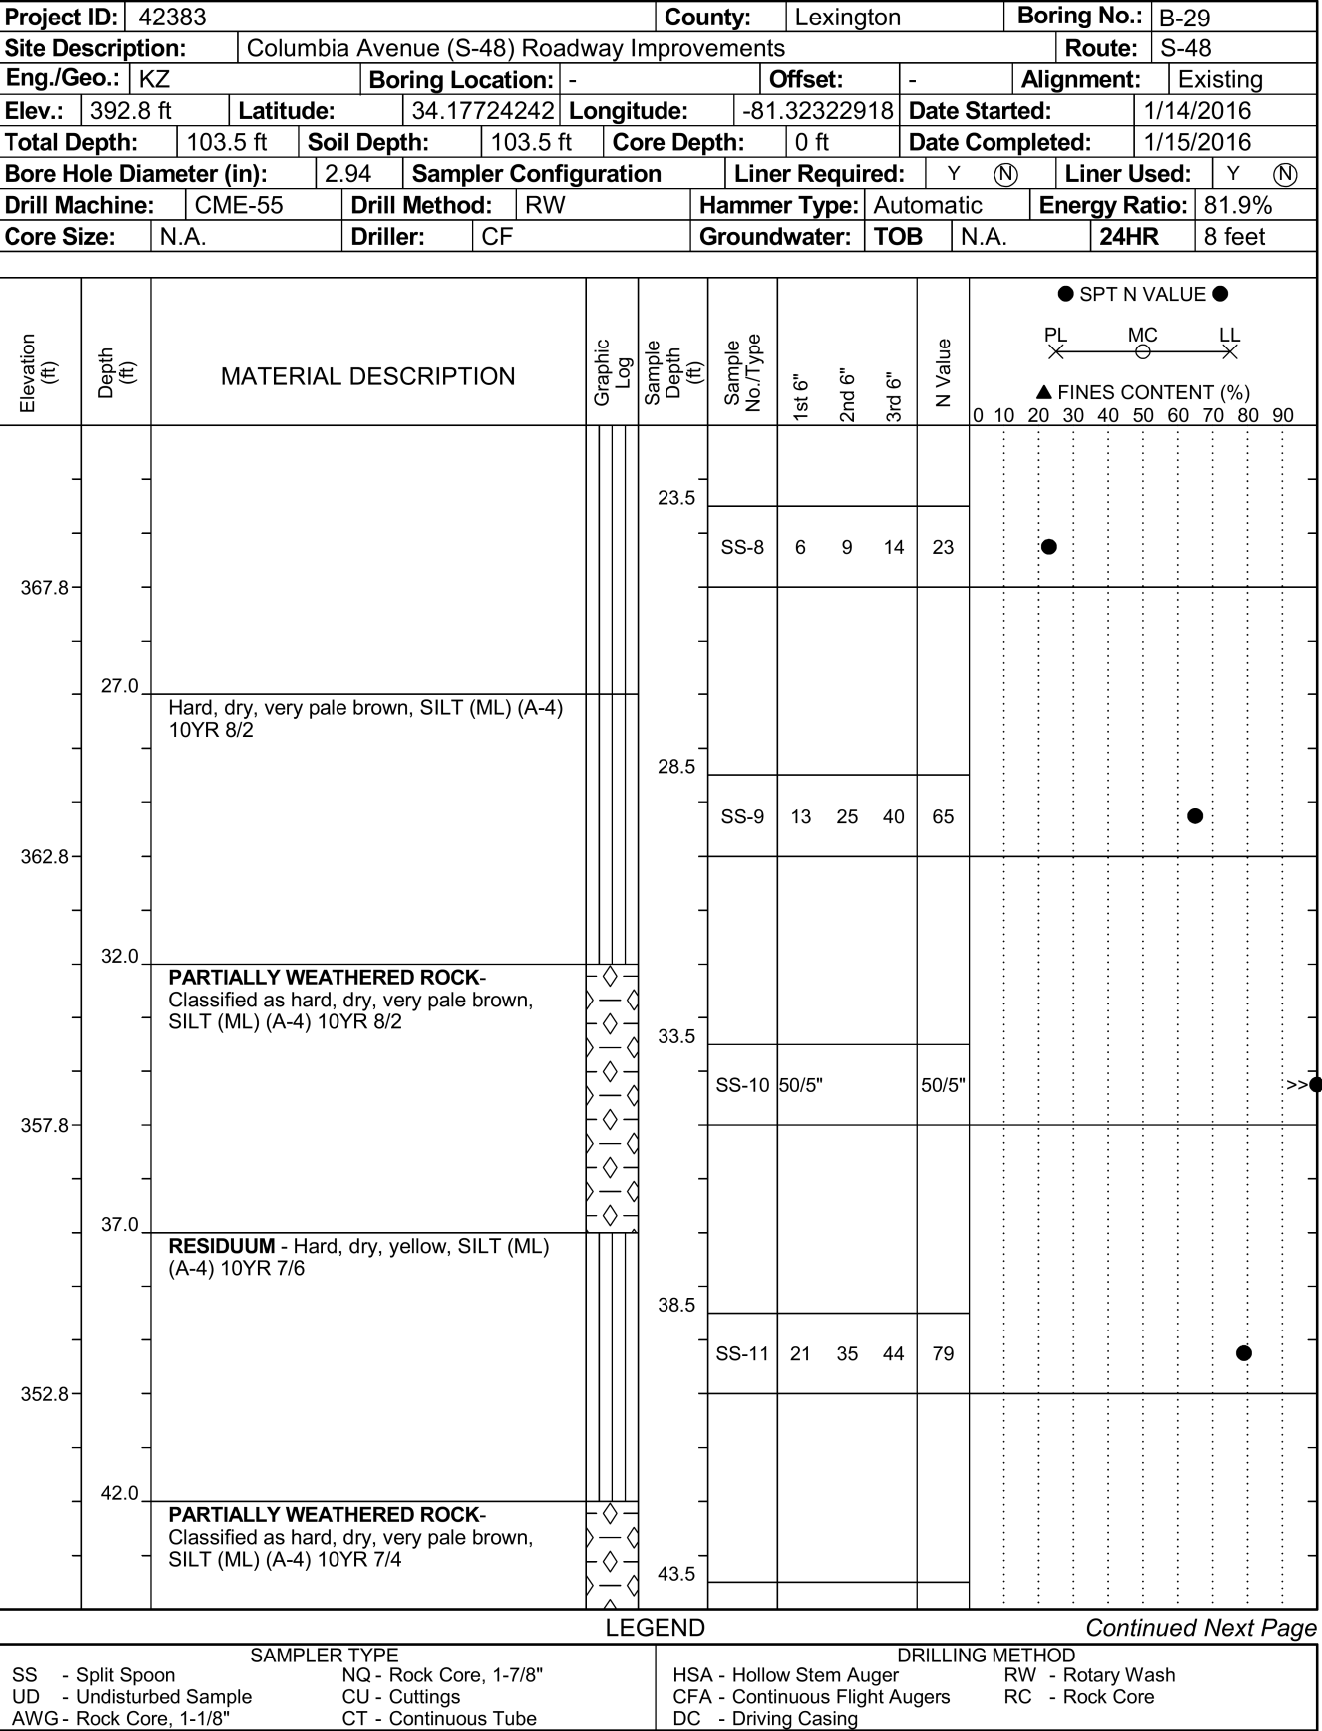 Project ID: 42383 County: Lexington Boring No.: B-29
Site Description: Columbia Avenue (S-48) Roadway Improvements Route: S-48
Eng./Geo.: KZ Boring Location: - Offset: - Alignment: Existing
Elev.: 392.8 ft Latitude: 34.17724242 Longitude: -81.32322918 Date Started: 1/14/2016
Total Depth: 103.5 ft Soil Depth: 103.5 ft Core Depth: 0 ft Date Completed: 1/15/2016
Bore Hole Diameter (in): 2.94 Sampler Configuration Liner Required: Y N Liner Used: Y N
Drill Machine: CME-55 Drill Method: RW Hammer Type: Automatic Energy Ratio: 81.9%
Core Size: N.A. Driller: CF Groundwater: TOB N.A. 24HR 8 feet
Elevation (ft)
Depth (ft)
MATERIAL DESCRIPTION
Graphic Log
Sample Depth (ft)
Sample No./Type
1st 6"
2nd 6"
3rd 6"
N Value
● SPT N VALUE ●
PL MC LL
▲ FINES CONTENT (%)
0 10 20 30 40 50 60 70 80 90
23.5
SS-8 6 9 14 23
367.8
27.0
Hard, dry, very pale brown, SILT (ML) (A-4)
10YR 8/2
28.5
SS-9 13 25 40 65
362.8
32.0
PARTIALLY WEATHERED ROCK-
Classified as hard, dry, very pale brown,
SILT (ML) (A-4) 10YR 8/2
33.5
SS-10 50/5" 50/5" >>
357.8
37.0
RESIDUUM - Hard, dry, yellow, SILT (ML)
(A-4) 10YR 7/6
38.5
SS-11 21 35 44 79
352.8
42.0
PARTIALLY WEATHERED ROCK-
Classified as hard, dry, very pale brown,
SILT (ML) (A-4) 10YR 7/4
43.5
LEGEND Continued Next Page
SAMPLER TYPE DRILLING METHOD
SS - Split Spoon NQ - Rock Core, 1-7/8" HSA - Hollow Stem Auger RW - Rotary Wash
UD - Undisturbed Sample CU - Cuttings CFA - Continuous Flight Augers RC - Rock Core
AWG - Rock Core, 1-1/8" CT - Continuous Tube DC - Driving Casing